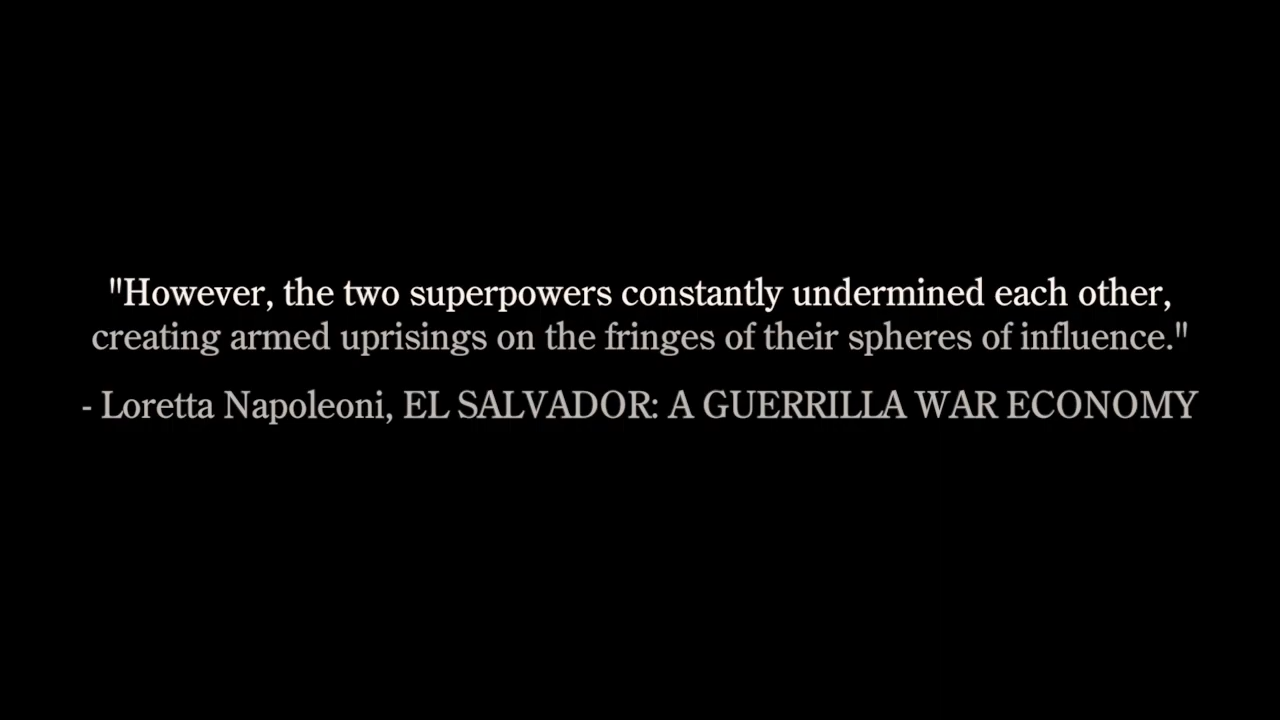 "However, the two superpowers constantly undermined each other,
creating armed uprisings on the fringes of their spheres of influence."
- Loretta Napoleoni, EL SALVADOR: A GUERRILLA WAR ECONOMY